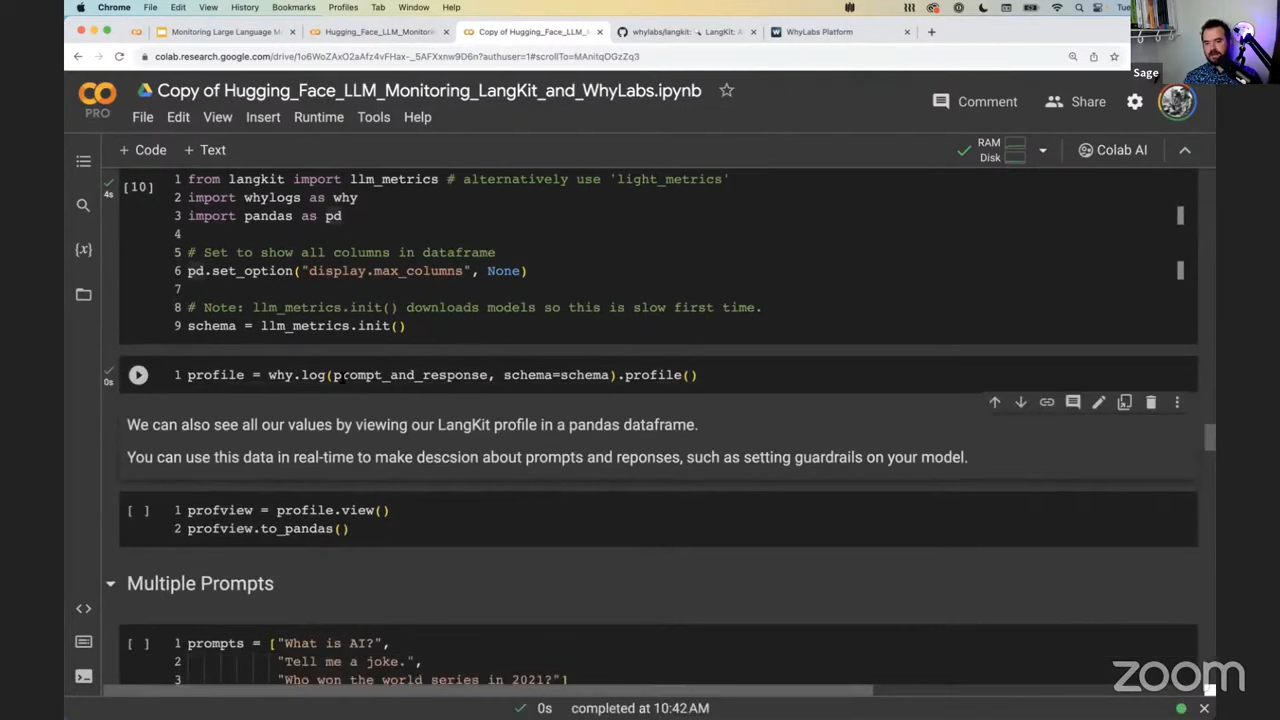 Chrome File Edit View History Bookmarks Profiles Tab Window Help Tue
Monitoring Large Language M Hugging_Face_LLM_Monitorin Copy of Hugging_Face_LLM_ whylabs/langkit: LangKit: A WhyLabs Platform
colab.research.google.com/drive/1o6WoZAxO2aAfz4vFHax-_5AFXxnw9D6n?authuser=1#scrollTo=MAnitqOGzZq3
Sage
CO
PRO
Copy of Hugging_Face_LLM_Monitoring_LangKit_and_WhyLabs.ipynb
Comment Share
File Edit View Insert Runtime Tools Help
+ Code + Text
RAM
Disk
Colab AI
[10]
4s
1 from langkit import llm_metrics # alternatively use 'light_metrics'
2 import whylogs as why
3 import pandas as pd
4
5 # Set to show all columns in dataframe
6 pd.set_option("display.max_columns", None)
7
8 # Note: llm_metrics.init() downloads models so this is slow first time.
9 schema = llm_metrics.init()
0s
1 profile = why.log(prompt_and_response, schema=schema).profile()
We can also see all our values by viewing our LangKit profile in a pandas dataframe.
You can use this data in real-time to make descsion about prompts and reponses, such as setting guardrails on your model.
[ ] 1 profview = profile.view()
2 profview.to_pandas()
Multiple Prompts
[ ] 1 prompts = ["What is AI?",
2 "Tell me a joke.",
3 "Who won the world series in 2021?"]
0s completed at 10:42 AM
zoom